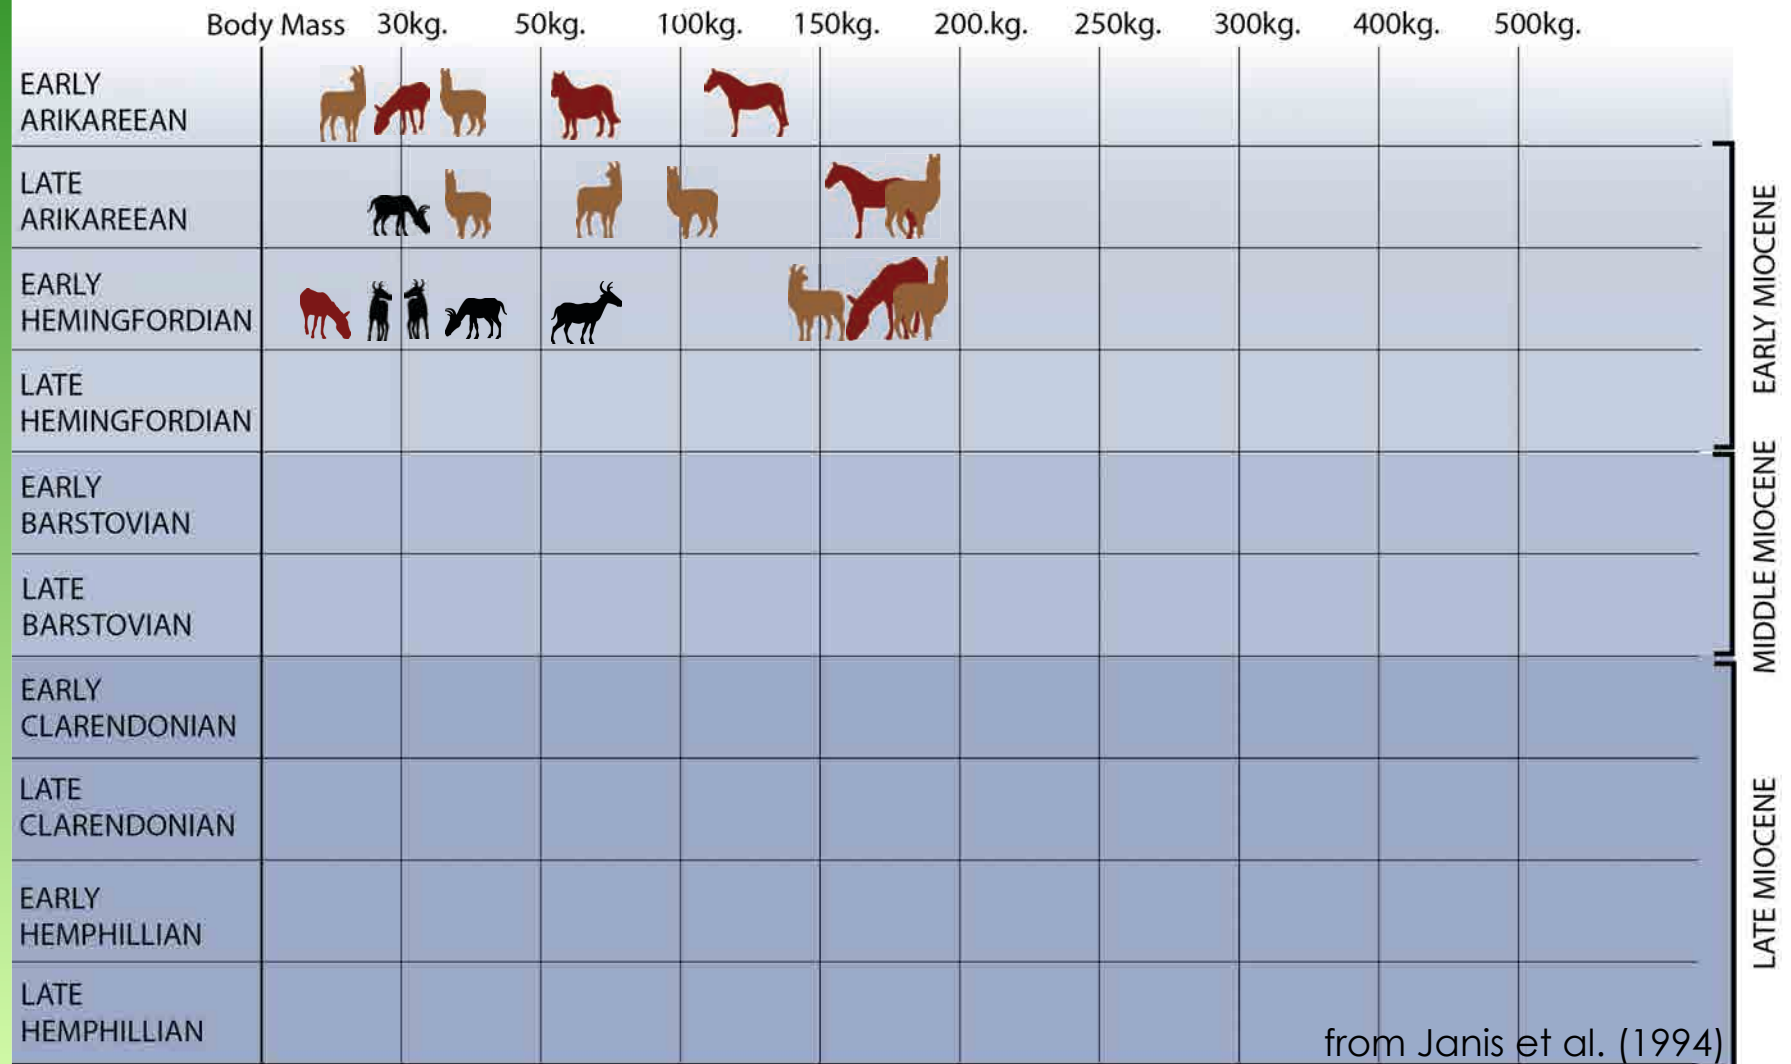 Body Mass 30kg. 50kg. 100kg. 150kg. 200.kg. 250kg. 300kg. 400kg. 500kg.
EARLY
ARIKAREEAN
LATE
ARIKAREEAN
EARLY
HEMINGFORDIAN
LATE
HEMINGFORDIAN
EARLY
BARSTOVIAN
LATE
BARSTOVIAN
EARLY
CLARENDONIAN
LATE
CLARENDONIAN
EARLY
HEMPHILLIAN
LATE
HEMPHILLIAN
EARLY MIOCENE
MIDDLE MIOCENE
LATE MIOCENE
from Janis et al. (1994)